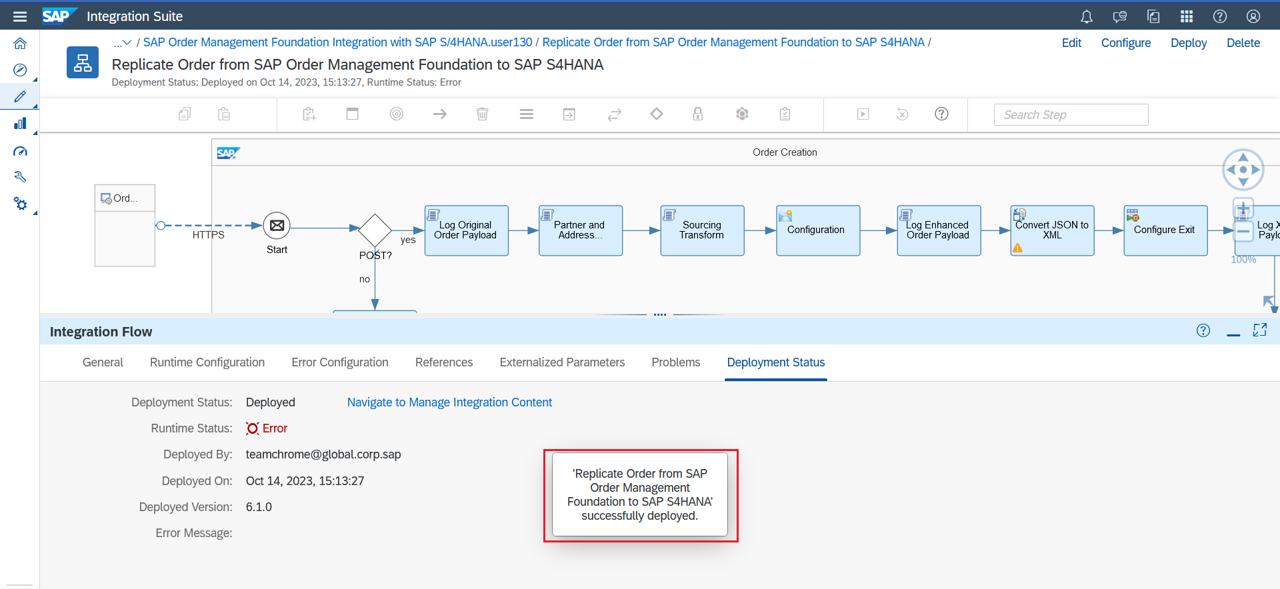 SAP Integration Suite
... / SAP Order Management Foundation Integration with SAP S/4HANA.user130 / Replicate Order from SAP Order Management Foundation to SAP S4HANA /
Edit Configure Deploy Delete
Replicate Order from SAP Order Management Foundation to SAP S4HANA
Deployment Status: Deployed on Oct 14, 2023, 15:13:27, Runtime Status: Error
Search Step
SAP
Order Creation
Ord...
HTTPS
Start
POST?
yes
no
Log Original
Order Payload
Partner and
Address...
Sourcing
Transform
Configuration
Log Enhanced
Order Payload
Convert JSON to
XML
Configure Exit
Log X
Paylo
100%
Integration Flow
General Runtime Configuration Error Configuration References Externalized Parameters Problems Deployment Status
Deployment Status: Deployed Navigate to Manage Integration Content
Runtime Status: Error
Deployed By: teamchrome@global.corp.sap
Deployed On: Oct 14, 2023, 15:13:27
Deployed Version: 6.1.0
Error Message:
'Replicate Order from SAP
Order Management
Foundation to SAP S4HANA'
successfully deployed.